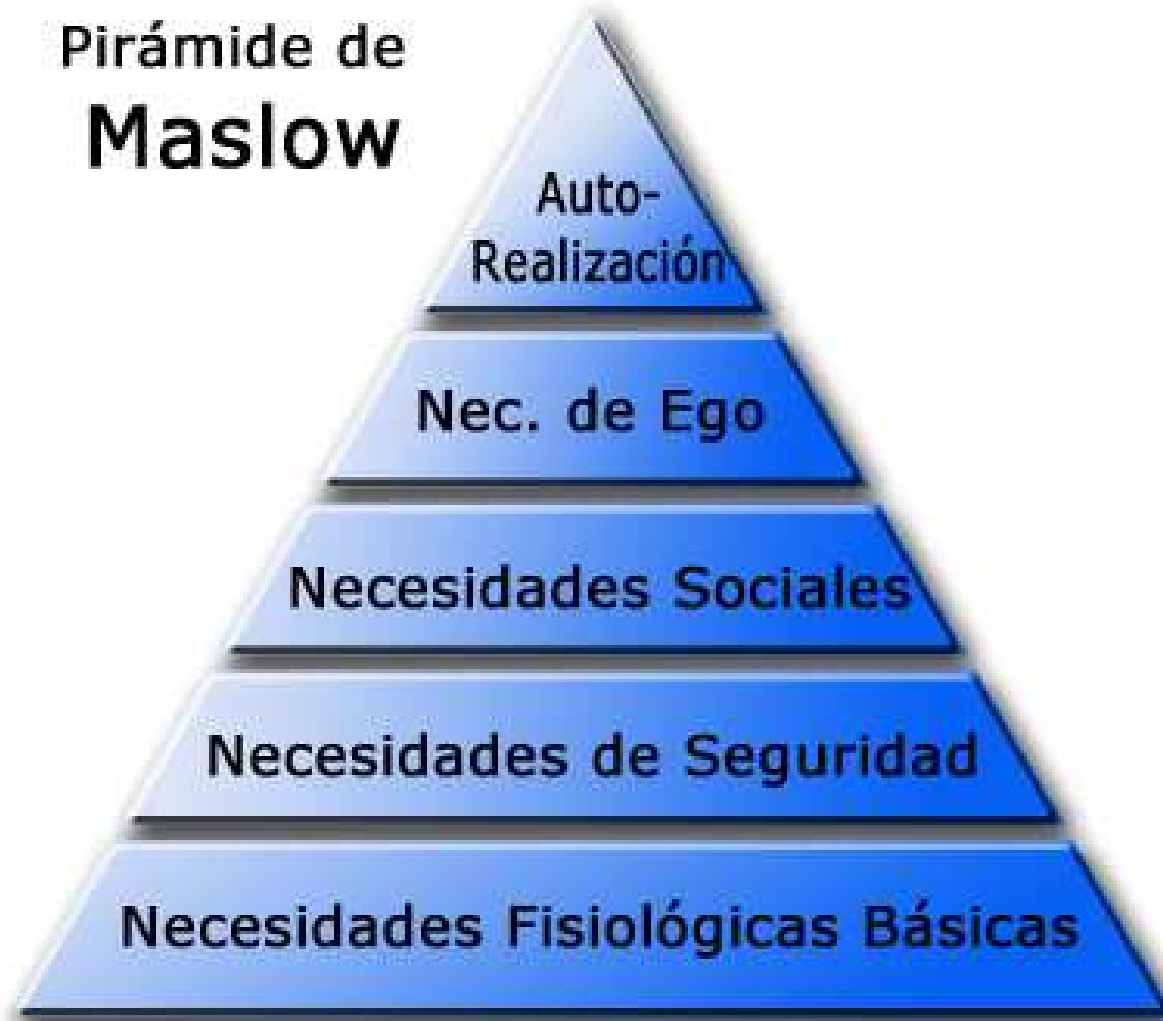 Pirámide de
Maslow
Auto-
Realización
Nec. de Ego
Necesidades Sociales
Necesidades de Seguridad
Necesidades Fisiológicas Básicas